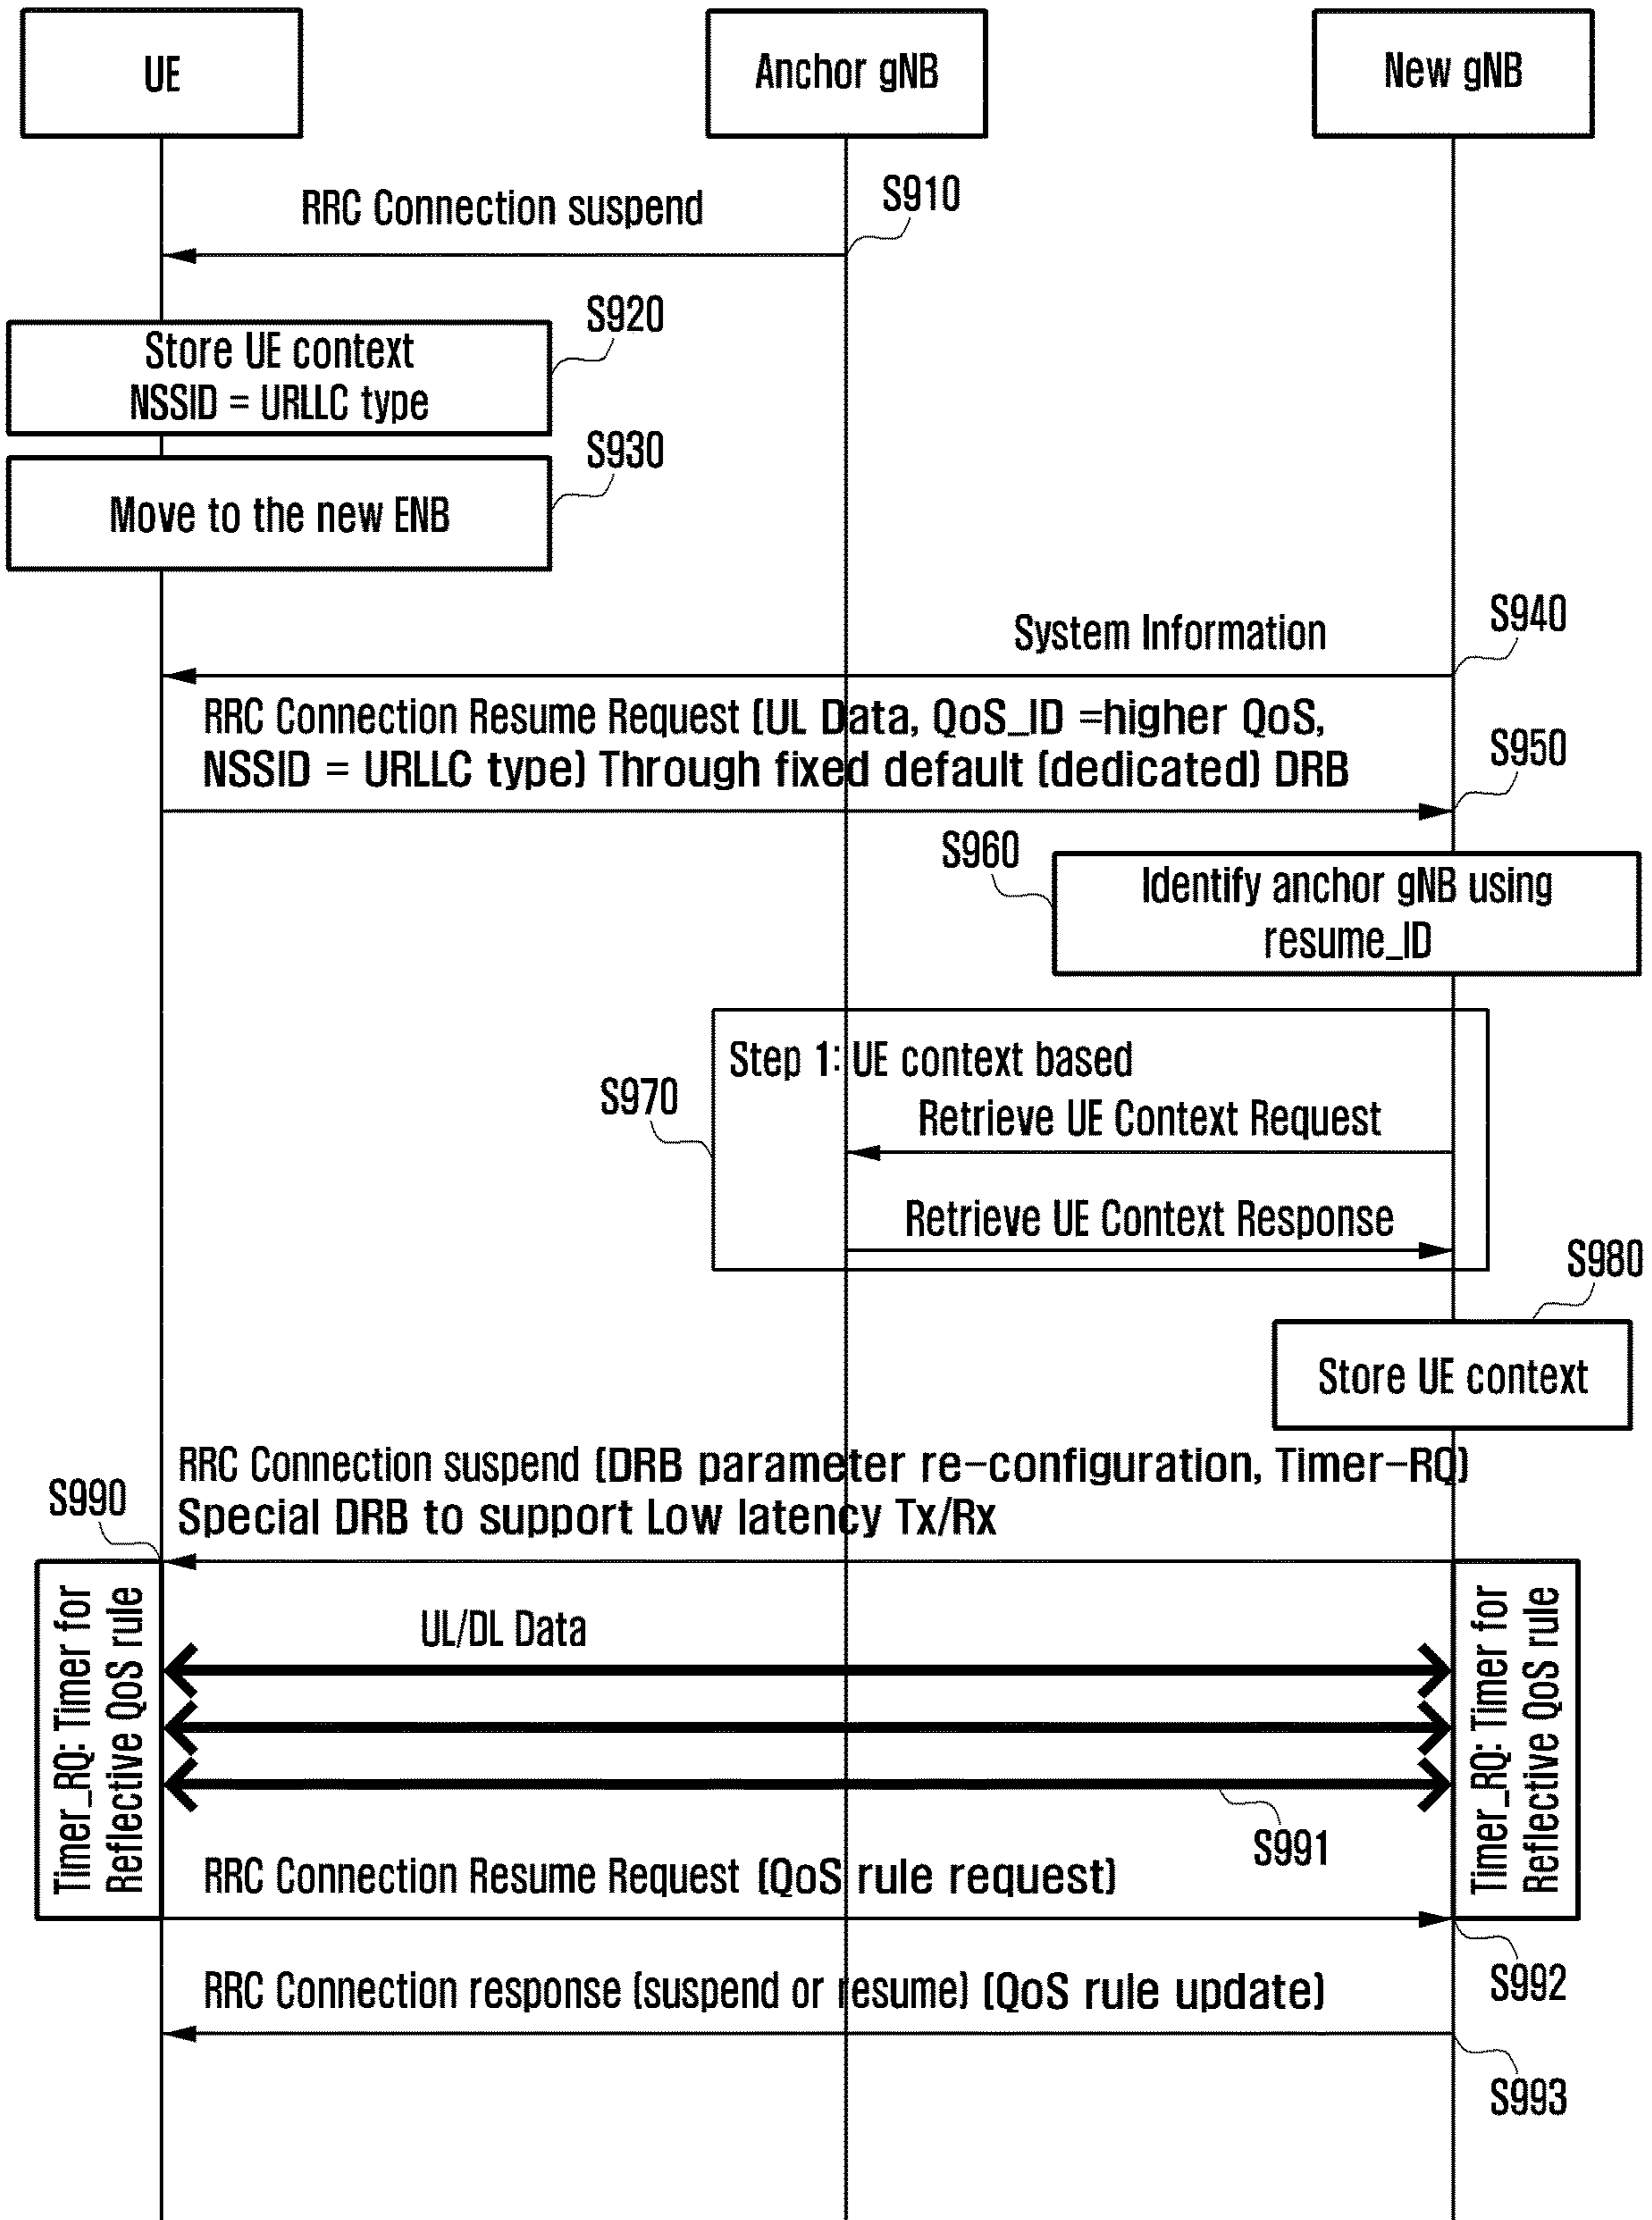 UE
Anchor gNB
New gNB
S910
RRC Connection suspend
S920
Store UE context
NSSID = URLLC type
S930
Move to the new ENB
S940
System Information
RRC Connection Resume Request (UL Data, QoS_ID =higher QoS,
NSSID = URLLC type) Through fixed default (dedicated) DRB
S950
S960
Identify anchor gNB using
resume_ID
Step 1: UE context based
S970
Retrieve UE Context Request
Retrieve UE Context Response
S980
Store UE context
RRC Connection suspend (DRB parameter re-configuration, Timer-RQ)
Special DRB to support Low latency Tx/Rx
S990
Timer_RQ: Timer for
Reflective QoS rule
UL/DL Data
Timer_RQ: Timer for
Reflective QoS rule
S991
RRC Connection Resume Request (QoS rule request)
S992
RRC Connection response (suspend or resume) (QoS rule update)
S993